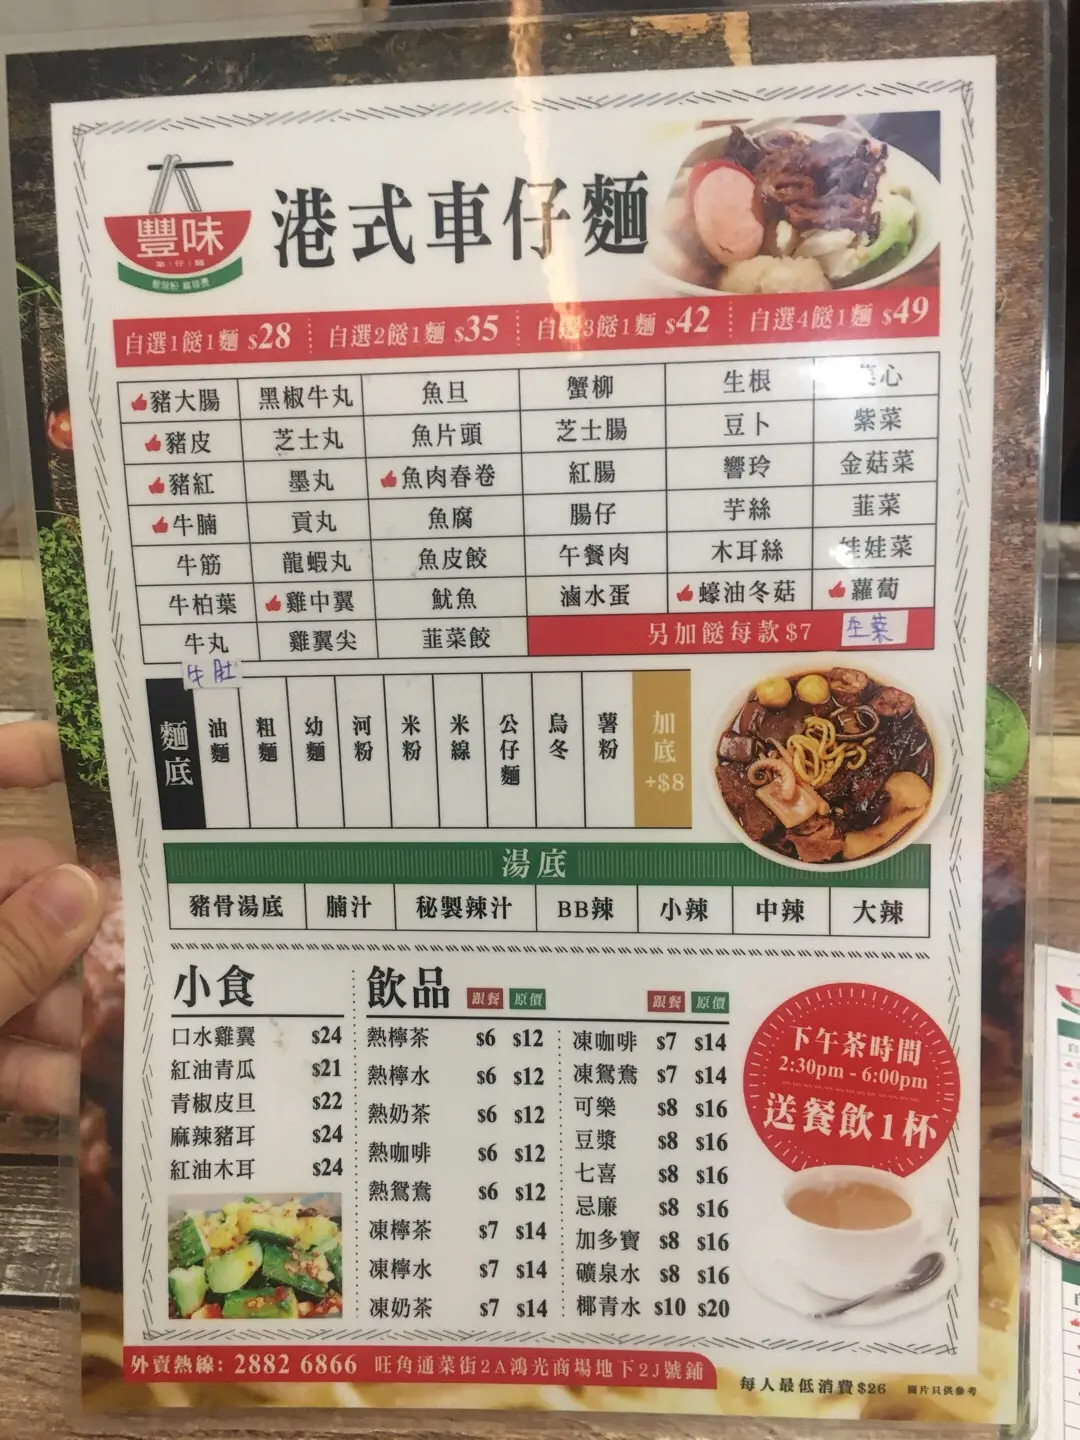 豐味
車仔麵
港式車仔麵
自選1餸1麵 $28 自選2餸1麵 $35 自選3餸1麵 $42 自選4餸1麵 $49
豬大腸 黑椒牛丸 魚旦 蟹柳 生根 菜心
豬皮 芝士丸 魚片頭 芝士腸 豆卜 紫菜
豬紅 墨丸 魚肉春卷 紅腸 響玲 金菇菜
牛腩 貢丸 魚腐 腸仔 芋絲 韮菜
牛筋 龍蝦丸 魚皮餃 午餐肉 木耳絲 娃娃菜
牛柏葉 雞中翼 魷魚 滷水蛋 蠔油冬菇 蘿蔔
牛丸 雞翼尖 韮菜餃 另加餸每款$7 生菜
牛肚
麵底 油麵 粗麵 幼麵 河粉 米粉 米線 公仔麵 烏冬 薯粉 加底+$8
湯底
豬骨湯底 腩汁 秘製辣汁 BB辣 小辣 中辣 大辣
小食
口水雞翼 $24
紅油青瓜 $21
青椒皮旦 $22
麻辣豬耳 $24
紅油木耳 $24
飲品 跟餐 原價 跟餐 原價
熱檸茶 $6 $12
熱檸水 $6 $12
熱奶茶 $6 $12
熱咖啡 $6 $12
熱鴛鴦 $6 $12
凍檸茶 $7 $14
凍檸水 $7 $14
凍奶茶 $7 $14
凍咖啡 $7 $14
凍鴛鴦 $7 $14
可樂 $8 $16
豆漿 $8 $16
七喜 $8 $16
忌廉 $8 $16
加多寶 $8 $16
礦泉水 $8 $16
椰青水 $10 $20
下午茶時間
2:30pm - 6:00pm
送餐飲1杯
外賣熱線: 2882 6866 旺角通菜街2A鴻光商場地下2J號鋪
每人最低消費$26 圖片只供參考